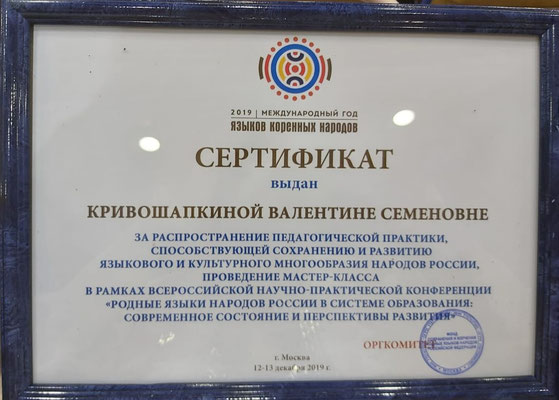 2019 | МЕЖДУНАРОДНЫЙ ГОД
ЯЗЫКОВ КОРЕННЫХ НАРОДОВ
СЕРТИФИКАТ
выдан
КРИВОШАПКИНОЙ ВАЛЕНТИНЕ СЕМЕНОВНЕ
ЗА РАСПРОСТРАНЕНИЕ ПЕДАГОГИЧЕСКОЙ ПРАКТИКИ,
СПОСОБСТВУЮЩЕЙ СОХРАНЕНИЮ И РАЗВИТИЮ
ЯЗЫКОВОГО И КУЛЬТУРНОГО МНОГООБРАЗИЯ НАРОДОВ РОССИИ,
ПРОВЕДЕНИЕ МАСТЕР-КЛАССА
В РАМКАХ ВСЕРОССИЙСКОЙ НАУЧНО-ПРАКТИЧЕСКОЙ КОНФЕРЕНЦИИ
«РОДНЫЕ ЯЗЫКИ НАРОДОВ РОССИИ В СИСТЕМЕ ОБРАЗОВАНИЯ:
СОВРЕМЕННОЕ СОСТОЯНИЕ И ПЕРСПЕКТИВЫ РАЗВИТИЯ»
ОРГКОМИТЕТ
ФОНД
г. Москва
12-13 декабря 2019 г.